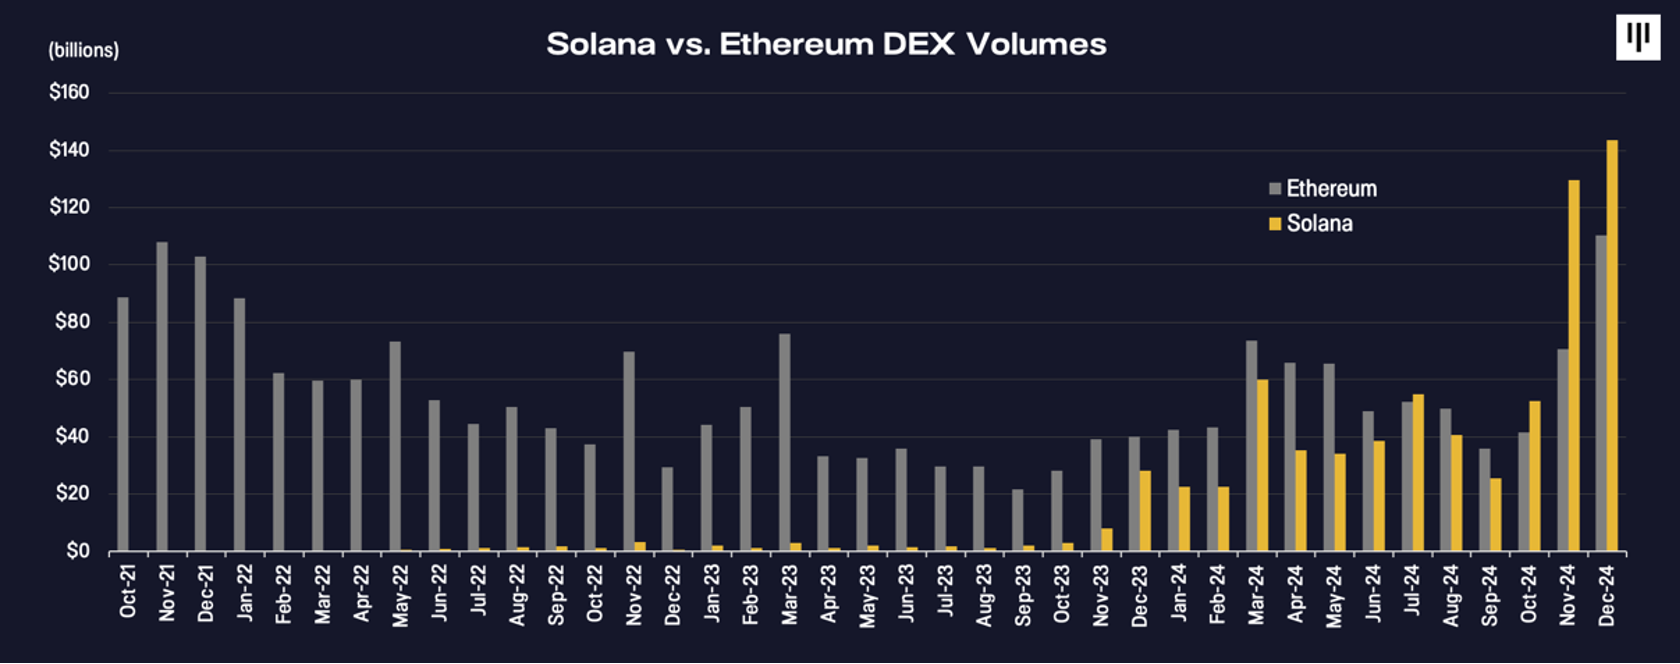 Solana vs. Ethereum DEX Volumes
(billions)
$160
$140
$120
$100
$80
$60
$40
$20
$0
Ethereum
Solana
Oct-21
Nov-21
Dec-21
Jan-22
Feb-22
Mar-22
Apr-22
May-22
Jun-22
Jul-22
Aug-22
Sep-22
Oct-22
Nov-22
Dec-22
Jan-23
Feb-23
Mar-23
Apr-23
May-23
Jun-23
Jul-23
Aug-23
Sep-23
Oct-23
Nov-23
Dec-23
Jan-24
Feb-24
Mar-24
Apr-24
May-24
Jun-24
Jul-24
Aug-24
Sep-24
Oct-24
Nov-24
Dec-24